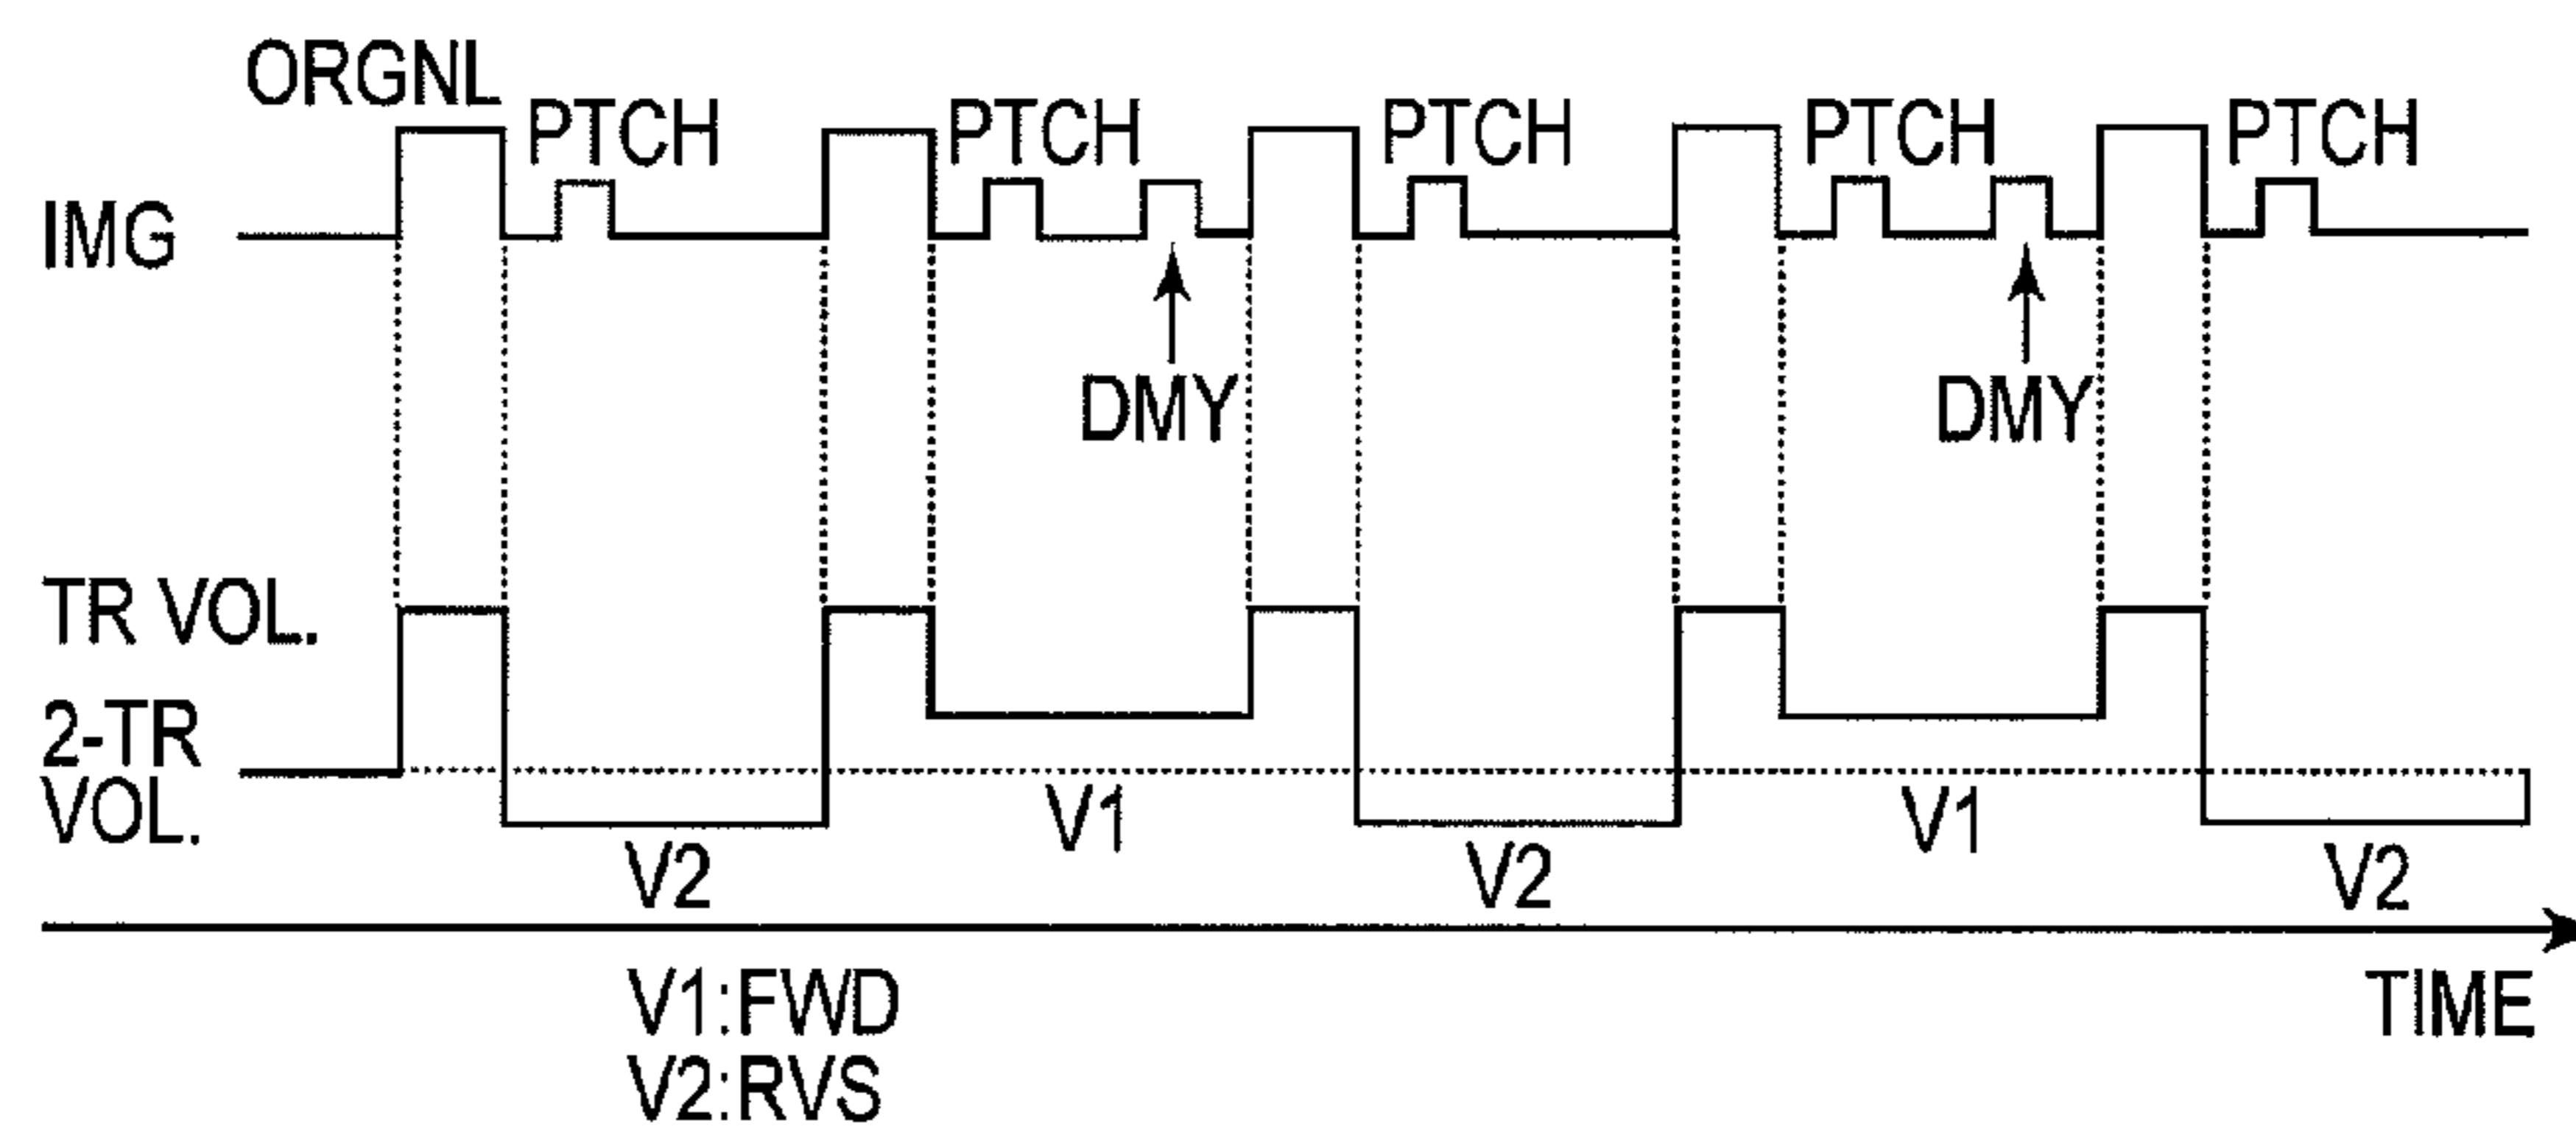 ORGNL
PTCH PTCH PTCH PTCH PTCH
IMG
DMY DMY
TR VOL.
2-TR
VOL.
V1 V1
V2 V2 V2
V1:FWD
TIME
V2:RVS